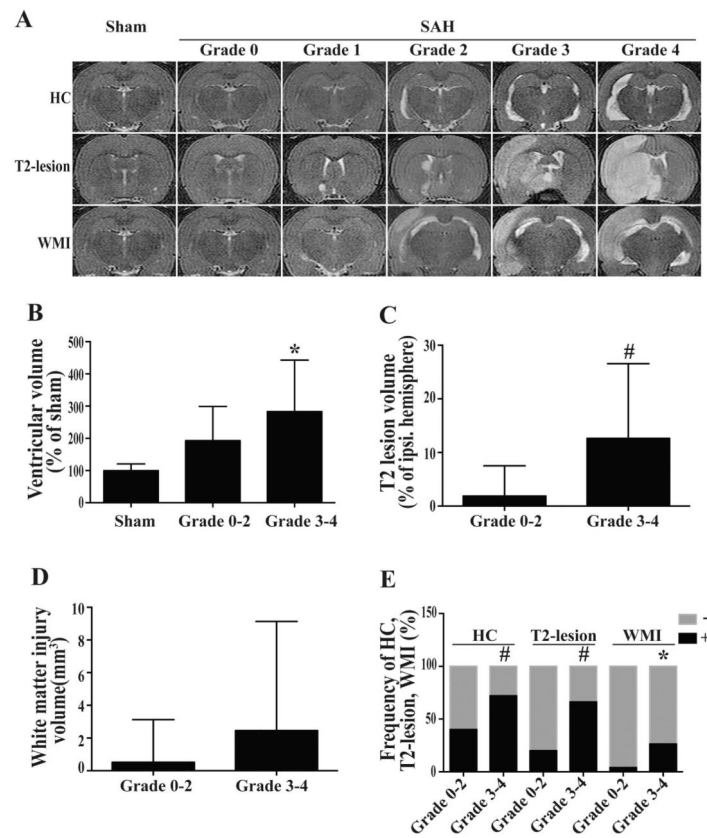 A
Sham
SAH
Grade 0 Grade 1 Grade 2 Grade 3 Grade 4
HC
T2-lesion
WMI
B
Ventricular volume
(% of sham)
500
400
300
200
100
0
*
Sham Grade 0-2 Grade 3-4
C
T2 lesion volume
(% of ipsi. hemisphere)
30
20
10
0
#
Grade 0-2 Grade 3-4
D
White matter injury
volume(mm³)
10
8
6
4
2
0
Grade 0-2 Grade 3-4
E
Frequency of HC,
T2-lesion, WMI (%)
150
100
50
0
HC T2-lesion WMI
# # *
-
+
Grade 0-2 Grade 3-4 Grade 0-2 Grade 3-4 Grade 0-2 Grade 3-4